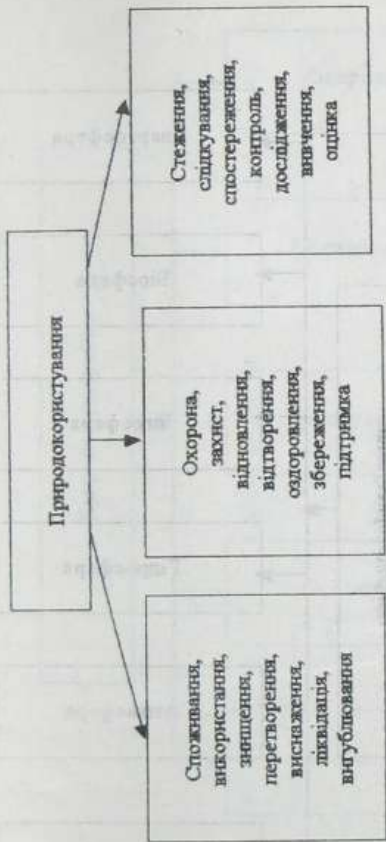 Природокористування
Споживання,
використання,
знищення,
перетворення,
виснаження,
ліквідація,
вигублювання
Охорона,
захист,
відновлення,
відтворення,
оздоровлення,
збереження,
підтримка
Стеження,
слідкування,
спостереження,
контроль,
дослідження,
вивчення,
оцінка